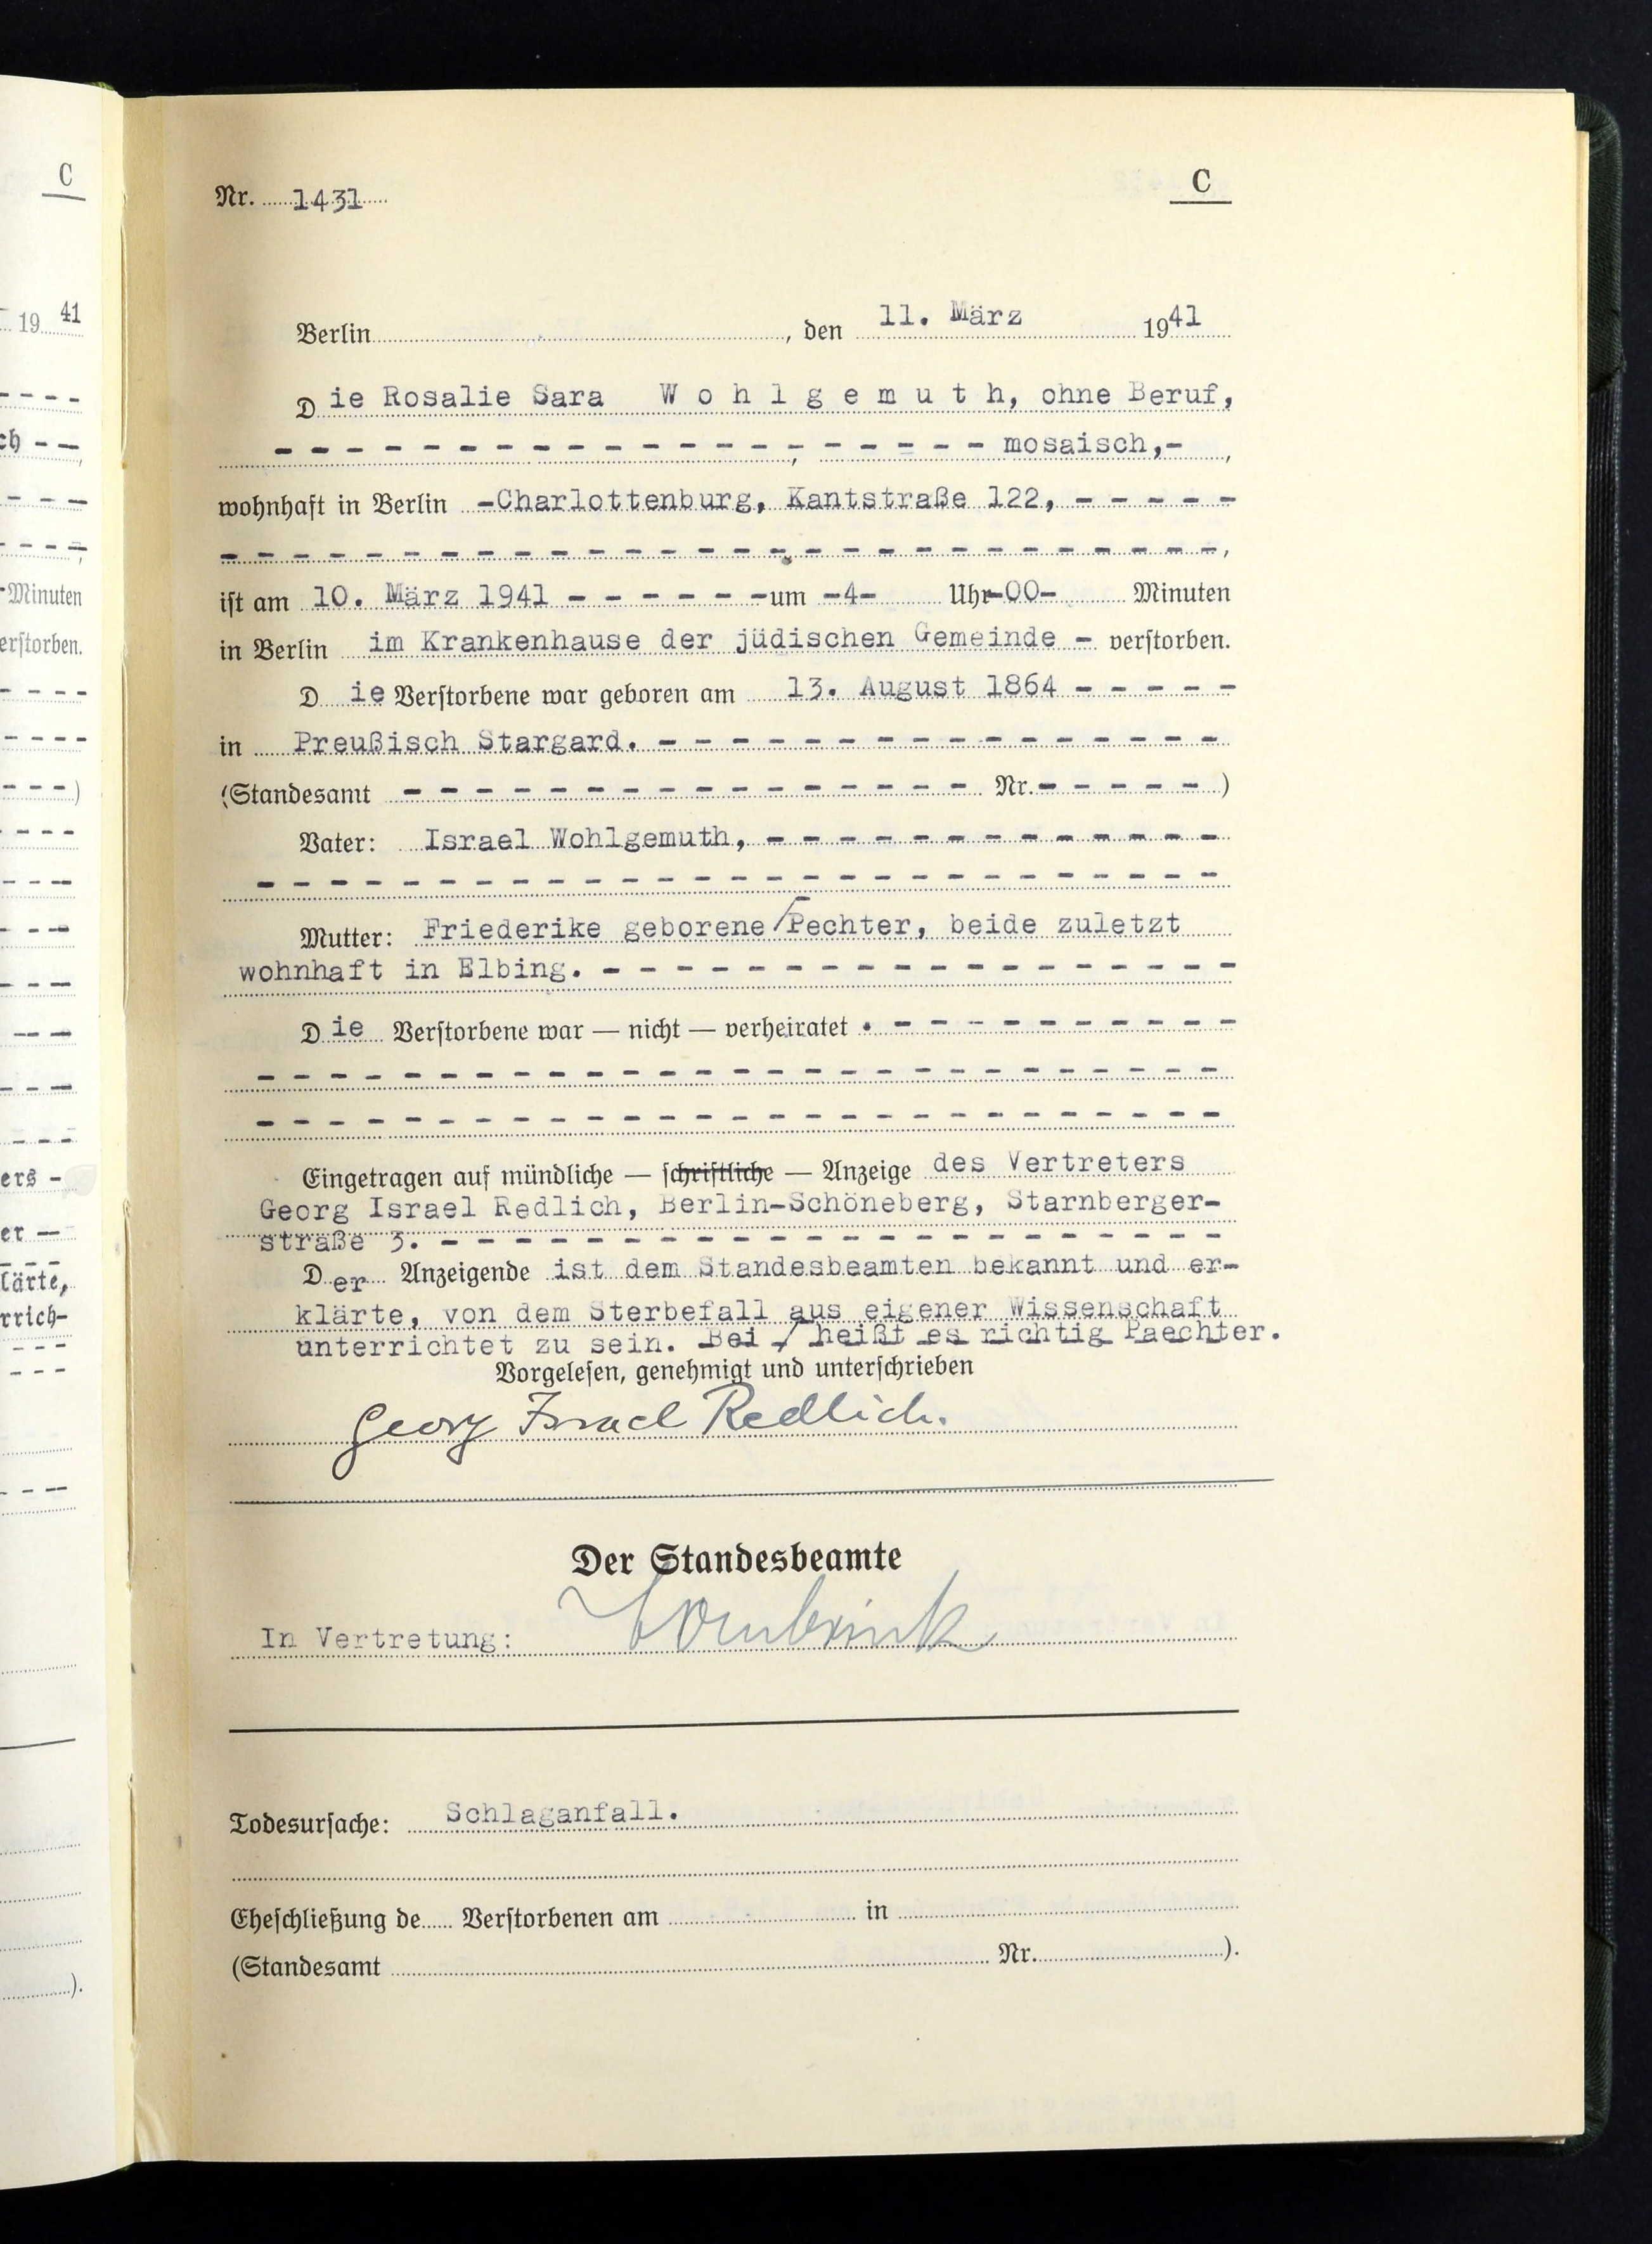 C
19 41
ch
Minuten
erstorben.
)
ers -
er —
lärte,
rrich-
).
Nr. 1431
C
Berlin, den 11. März 1941
Die Rosalie Sara W o h l g e m u t h, ohne Beruf,
- - - - - - - - - - - - - - - - - - - -, - - - - - mosaisch,- ,
wohnhaft in Berlin -Charlottenburg, Kantstraße 122, - - - - -
- - - - - - - - - - - - - - - - - - - - - - - - - - - -,
ist am 10. März 1941 - - - - - - -um -4- Uhr-00- Minuten
in Berlin im Krankenhause der jüdischen Gemeinde - verstorben.
Die Verstorbene war geboren am 13. August 1864 - - - - -
in Preußisch Stargard. - - - - - - - - - - - - - - - -
(Standesamt - - - - - - - - - - - - - - - - Nr.- - - - - )
Vater: Israel Wohlgemuth, - - - - - - - - - - - - -
- - - - - - - - - - - - - - - - - - - - - - - - - - -
Mutter: Friederike geborene /Pechter, beide zuletzt
wohnhaft in Elbing. - - - - - - - - - - - - - - - - - -
Die Verstorbene war — nicht — verheiratet . - - - - - - - - - -
- - - - - - - - - - - - - - - - - - - - - - - - - - -
- - - - - - - - - - - - - - - - - - - - - - - - - - -
Eingetragen auf mündliche — schriftliche — Anzeige des Vertreters
Georg Israel Redlich, Berlin-Schöneberg, Starnberger-
straße 3. - - - - - - - - - - - - - - - - - - - - - -
Der Anzeigende ist dem Standesbeamten bekannt und er-
klärte, von dem Sterbefall aus eigener Wissenschaft
unterrichtet zu sein. Bei / heißt es richtig Paechter.
Vorgelesen, genehmigt und unterschrieben
Georg Israel Redlich.
Der Standesbeamte
In Vertretung:
Todesursache: Schlaganfall.
Eheschließung de Verstorbenen am in
(Standesamt Nr. ).